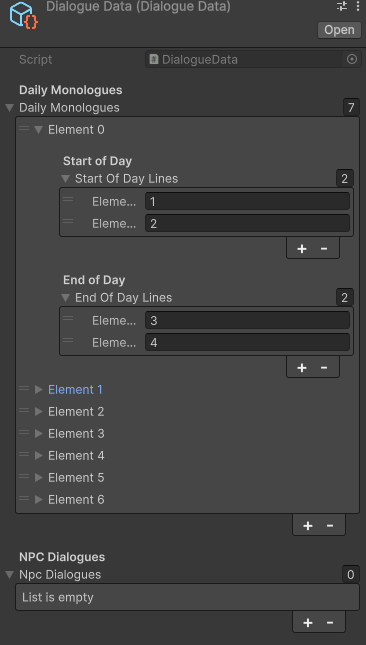 Dialogue Data (Dialogue Data)
Open
Script
DialogueData
Daily Monologues
Daily Monologues 7
Element 0
Start of Day
Start Of Day Lines 2
Eleme... 1
Eleme... 2
+ -
End of Day
End Of Day Lines 2
Eleme... 3
Eleme... 4
+ -
Element 1
Element 2
Element 3
Element 4
Element 5
Element 6
+ -
NPC Dialogues
Npc Dialogues 0
List is empty
+ -